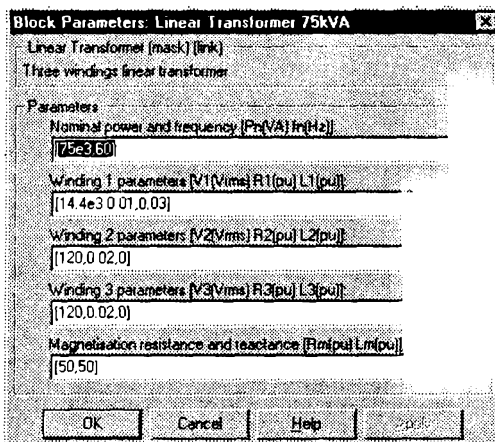 Block Parameters: Linear Transformer 75kVA
Linear Transformer (mask) (link)
Three windings linear transformer
Parameters
Nominal power and frequency [Pn(VA) fn(Hz)]:
[75e3,60]
Winding 1 parameters [V1(Vrms) R1(pu) L1(pu)]:
[14.4e3 0 01,0.03]
Winding 2 parameters [V2(Vrms) R2(pu) L2(pu)]:
[120,0 02,0]
Winding 3 parameters [V3(Vrms) R3(pu) L3(pu)]:
[120,0.02,0]
Magnetisation resistance and reactance [Rm(pu) Lm(pu)]
[50,50]
OK Cancel Help Apply